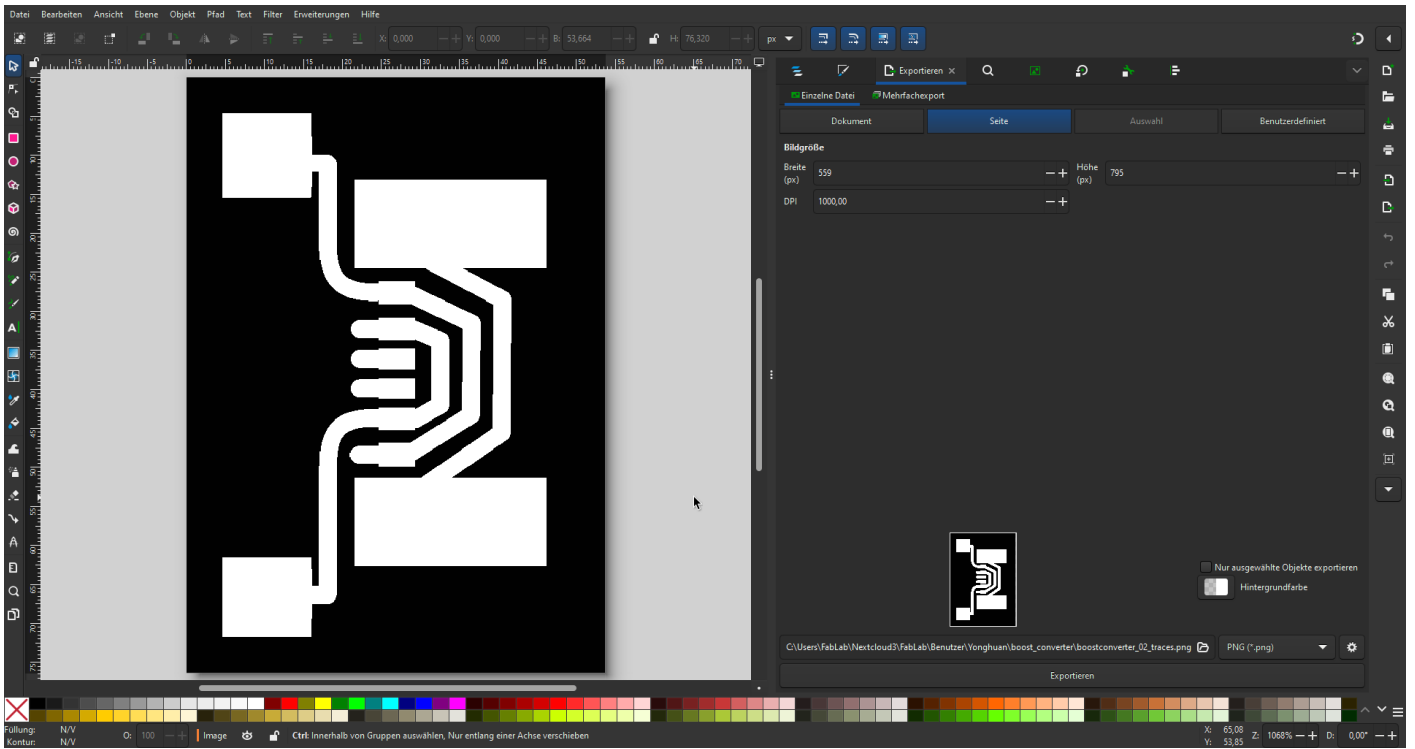 Datei Bearbeiten Ansicht Ebene Objekt Pfad Text Filter Erweiterungen Hilfe
X: 0,000 Y: 0,000 B: 53,664 H: 76,320 px
Exportieren
Einzelne Datei Mehrfachexport
Dokument Seite Auswahl Benutzerdefiniert
Bildgröße
Breite (px) 559 Höhe (px) 795
DPI 1000,00
Nur ausgewählte Objekte exportieren
Hintergrundfarbe
C:\Users\FabLab\Nextcloud3\FabLab\Benutzer\Yonghuan\boost_converter\boostconverter_02_traces.png PNG (*.png)
Exportieren
Füllung: N/V
Kontur: N/V
O: 100 Image Ctrl: Innerhalb von Gruppen auswählen, Nur entlang einer Achse verschieben
X: 65,08
Y: 53,85
Z: 1068% D: 0,00°